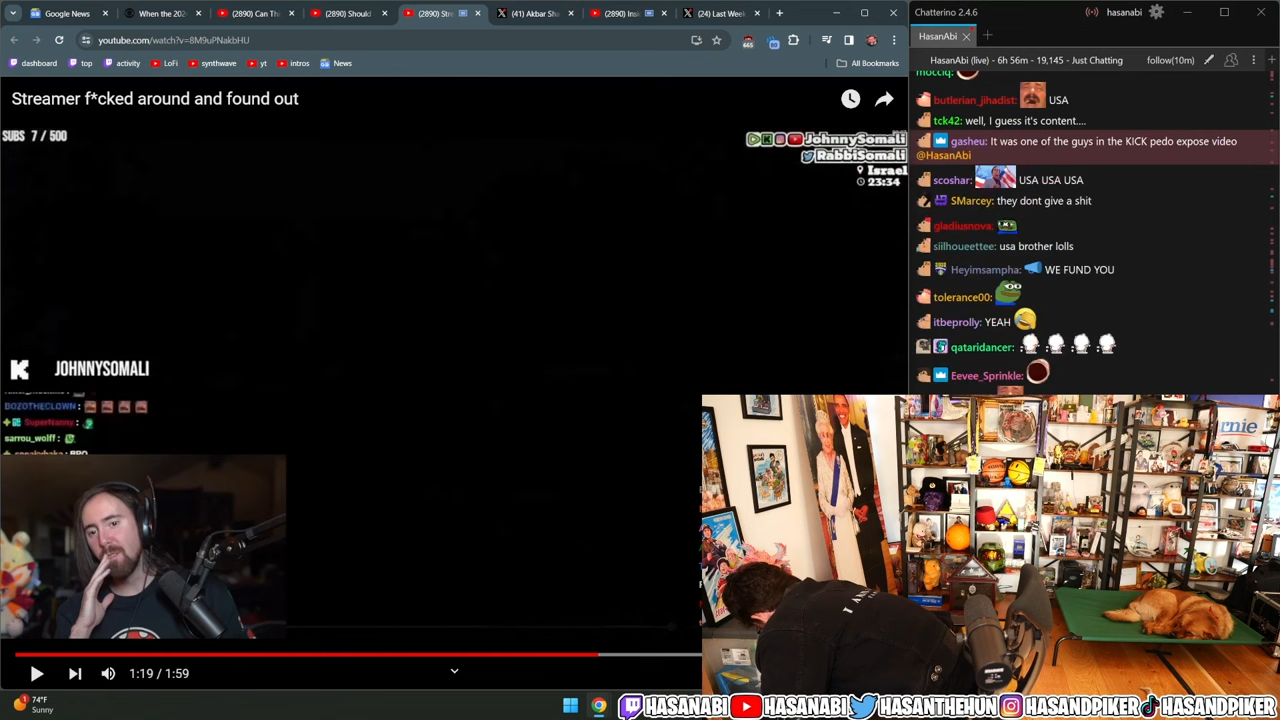 Google News
When the 202
(2890) Can Th
(2890) Should
(2890) Str
(41) Akbar Sha
(2890) Insi
(24) Last Week
youtube.com/watch?v=8M9uPNakbHU
dashboard
top
activity
LoFi
synthwave
yt
intros
News
All Bookmarks
Streamer f*cked around and found out
SUBS 7 / 500
JohnnySomali
RabbiSomali
Israel
23:34
K JOHNNYSOMALI
BOZOTHECLOWN :
SuperNanny :
sarrou_wolff :
1:19 / 1:59
74°F
Sunny
Chatterino 2.4.6
hasanabi
HasanAbi
HasanAbi (live) - 6h 56m - 19,145 - Just Chatting
follow(10m)
mocciq:
butlerian_jihadist: USA
tck42: well, I guess it's content....
gasheu: It was one of the guys in the KICK pedo expose video
@HasanAbi
scoshar: USA USA USA
SMarcey: they dont give a shit
gladiusnova:
siilhoueettee: usa brother lolls
Heyimsampha: WE FUND YOU
tolerance00:
itbeprolly: YEAH
qataridancer:
Eevee_Sprinkle:
ernie
HASANABI HASANABI HASANTHEHUN HASANDPIKER HASANDPIKER